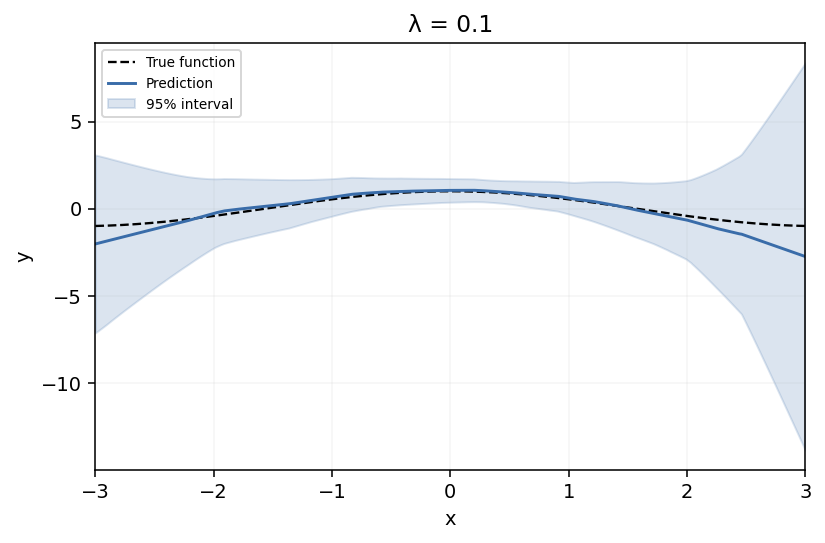 λ = 0.1
True function
Prediction
95% interval
5
0
−5
−10
y
−3 −2 −1 0 1 2 3
x